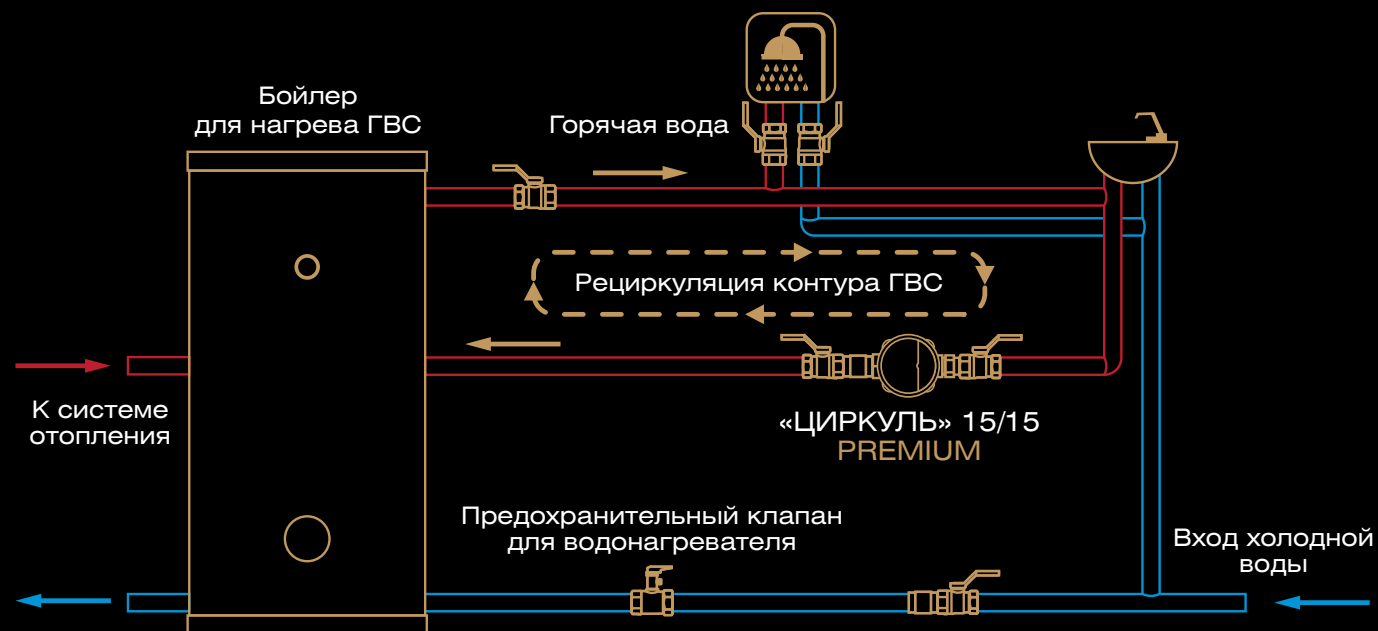 Бойлер
для нагрева ГВС
Горячая вода
Рециркуляция контура ГВС
К системе
отопления
«ЦИРКУЛЬ» 15/15
PREMIUM
Предохранительный клапан
для водонагревателя
Вход холодной
воды